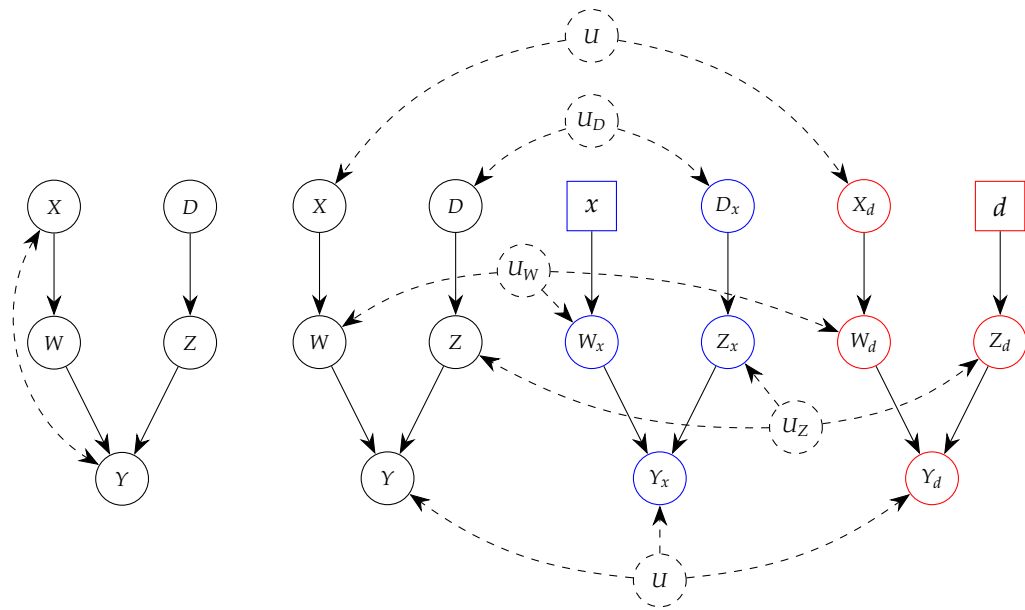 U
U_D
X D X D x D_x X_d d
U_W
W Z W Z W_x Z_x W_d Z_d
U_Z
Y Y Y_x Y_d
U